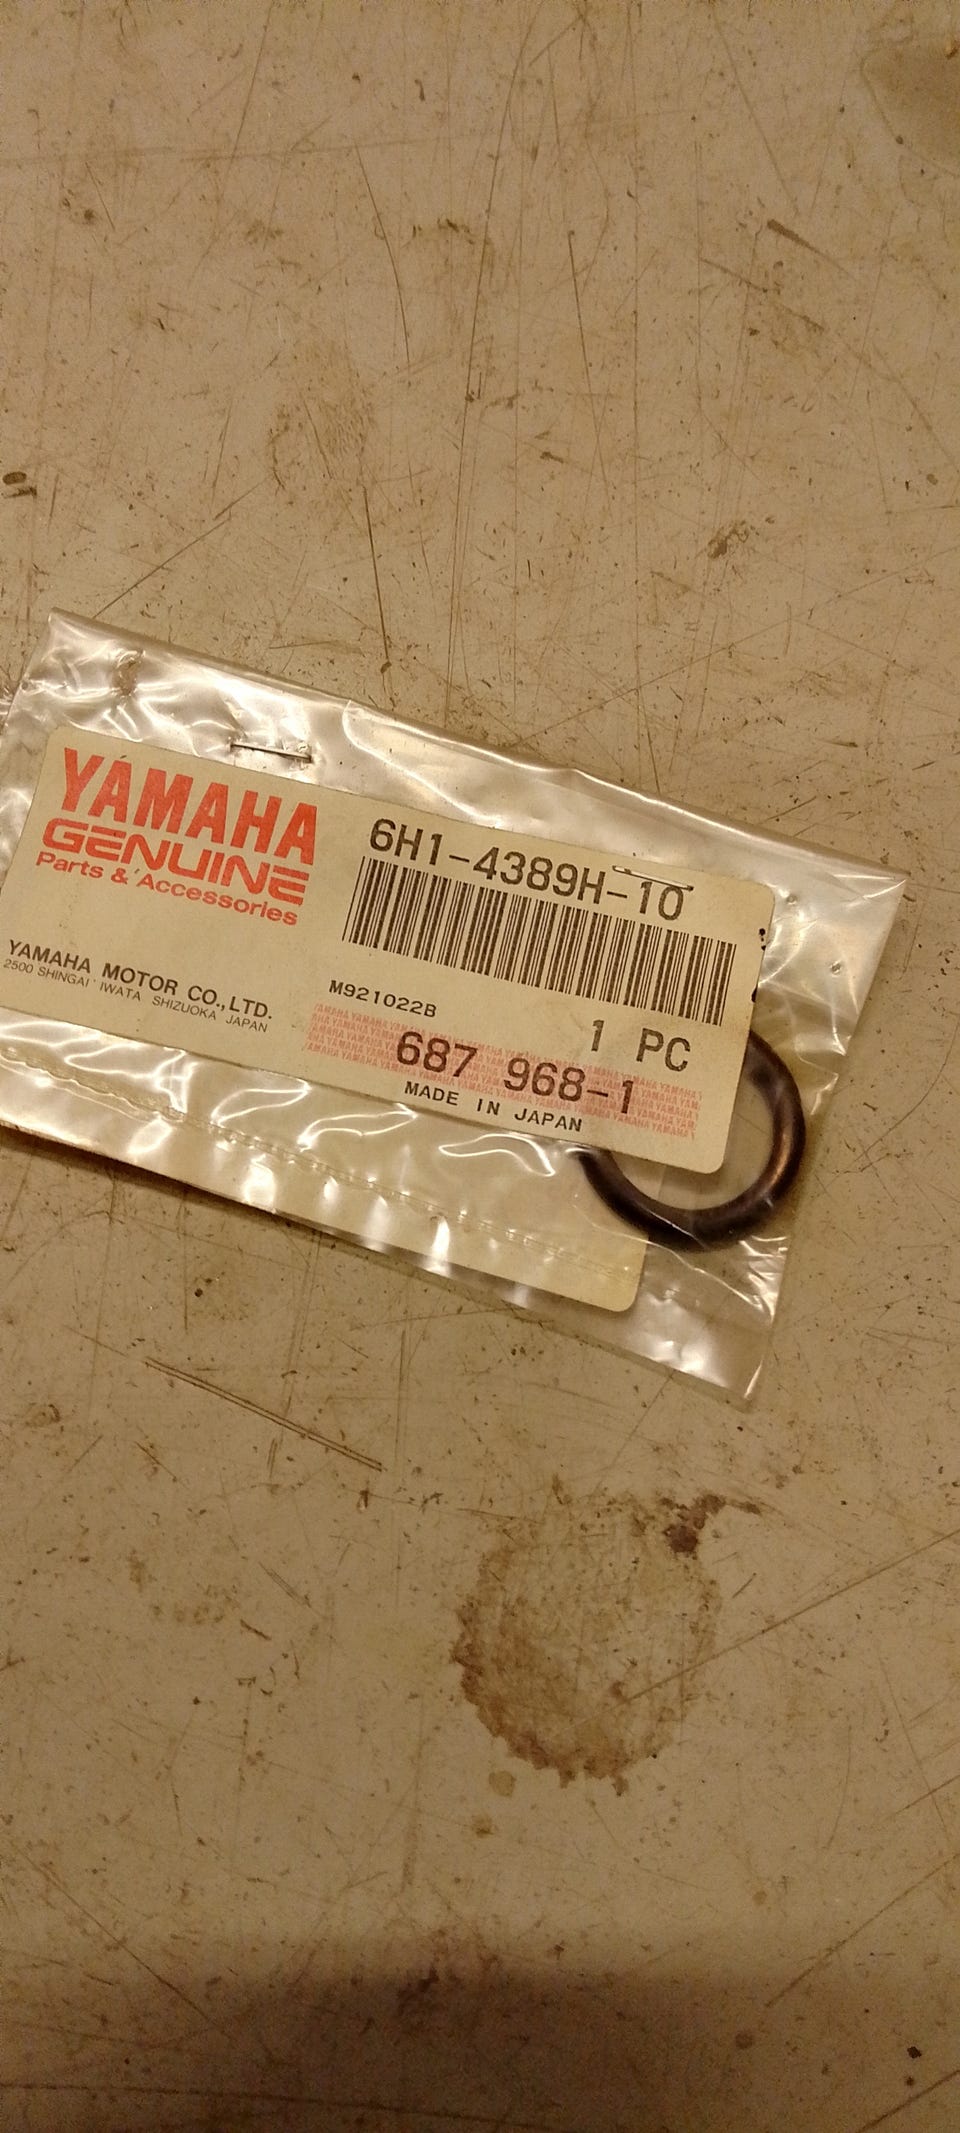 YAMAHA
GENUINE
Parts & Accessories
YAMAHA MOTOR CO.,LTD.
2500 SHINGAI IWATA SHIZUOKA JAPAN
6H1-4389H-10
M921022B
1 PC
687 968-1
MADE IN JAPAN